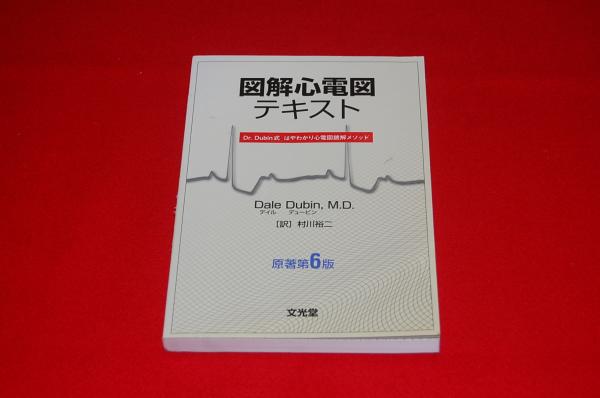 図解心電図
テキスト
Dr. Dubin式 はやわかり心電図読解メソッド
Dale Dubin, M.D.
デイル デュービン
［訳］村川裕二
原著第6版
文光堂